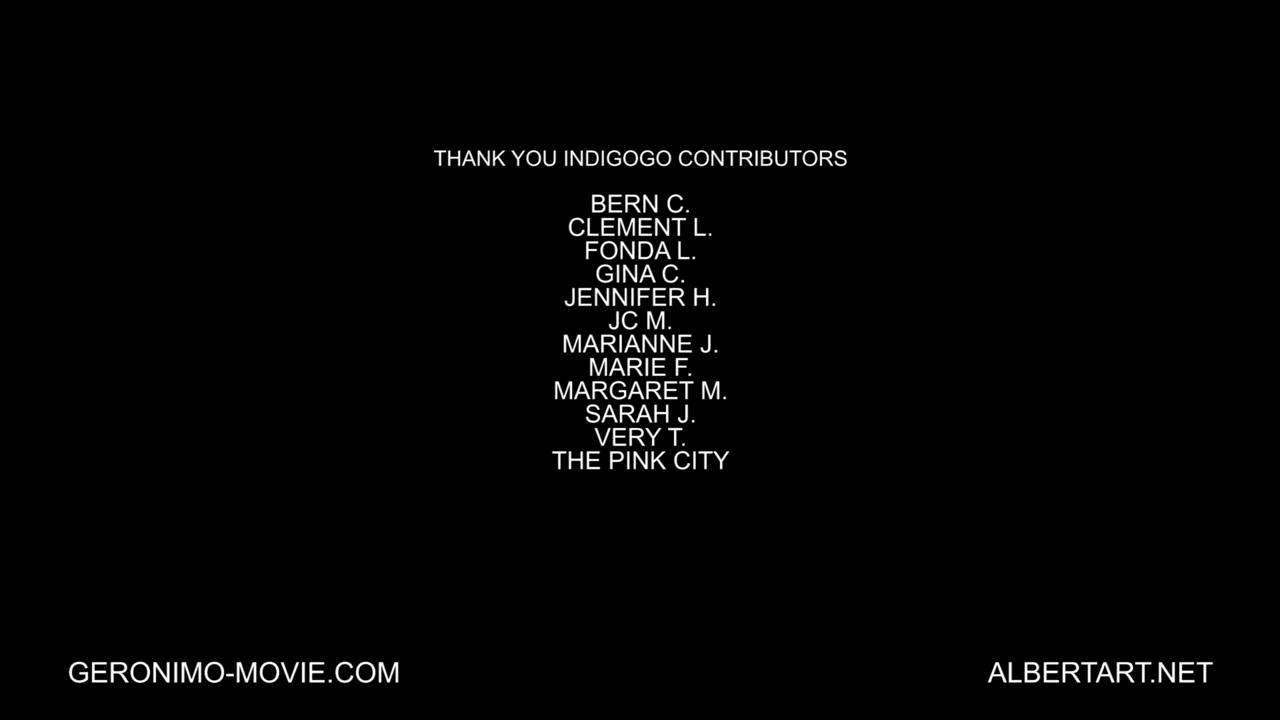 THANK YOU INDIGOGO CONTRIBUTORS
BERN C.
CLEMENT L.
FONDA L.
GINA C.
JENNIFER H.
JC M.
MARIANNE J.
MARIE F.
MARGARET M.
SARAH J.
VERY T.
THE PINK CITY
GERONIMO-MOVIE.COM
ALBERTART.NET